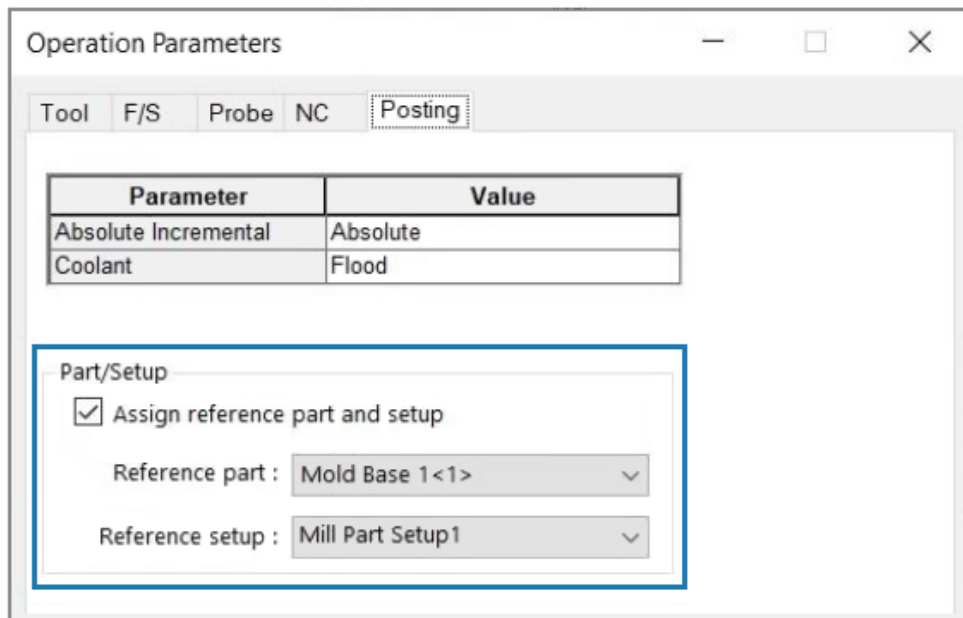 Operation Parameters
Tool F/S Probe NC Posting
Parameter Value
Absolute Incremental Absolute
Coolant Flood
Part/Setup
Assign reference part and setup
Reference part : Mold Base 1<1>
Reference setup : Mill Part Setup1